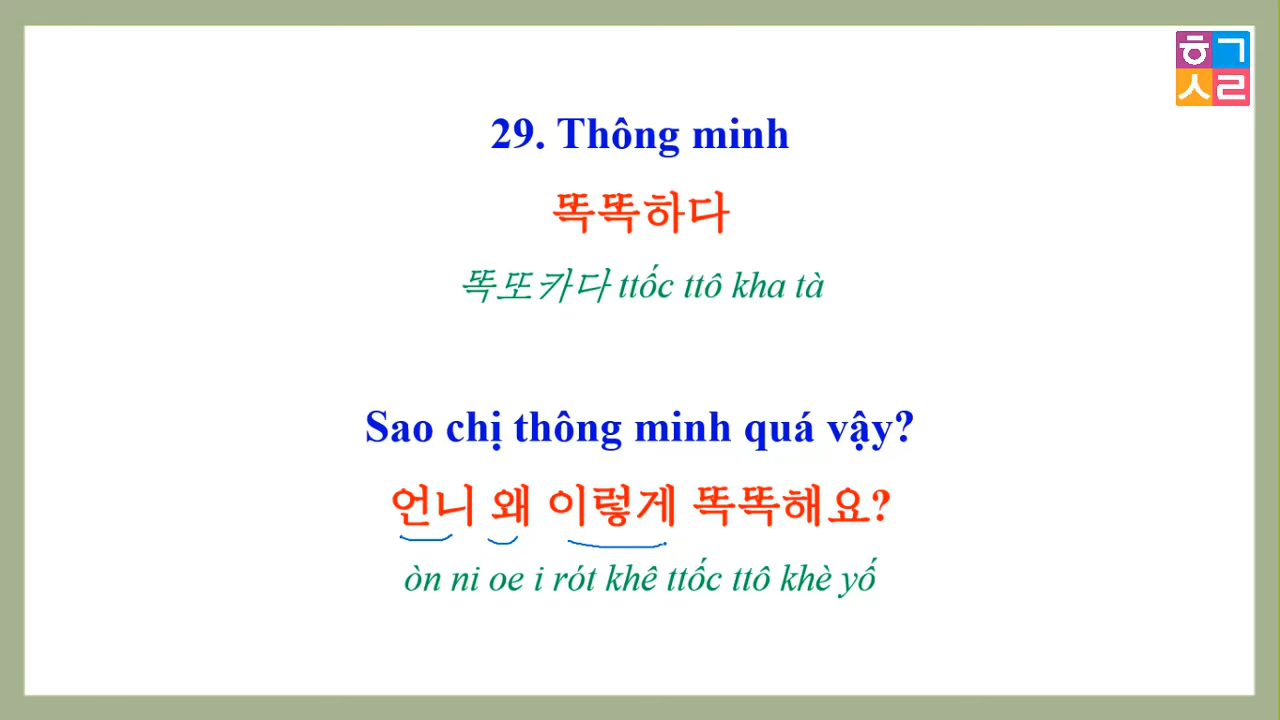 ㅎㄱ
ㅅㄹ
29. Thông minh
똑똑하다
똑또카다 ttốc ttô kha tà
Sao chị thông minh quá vậy?
언니 왜 이렇게 똑똑해요?
òn ni oe i rót khê ttốc ttô khè yố